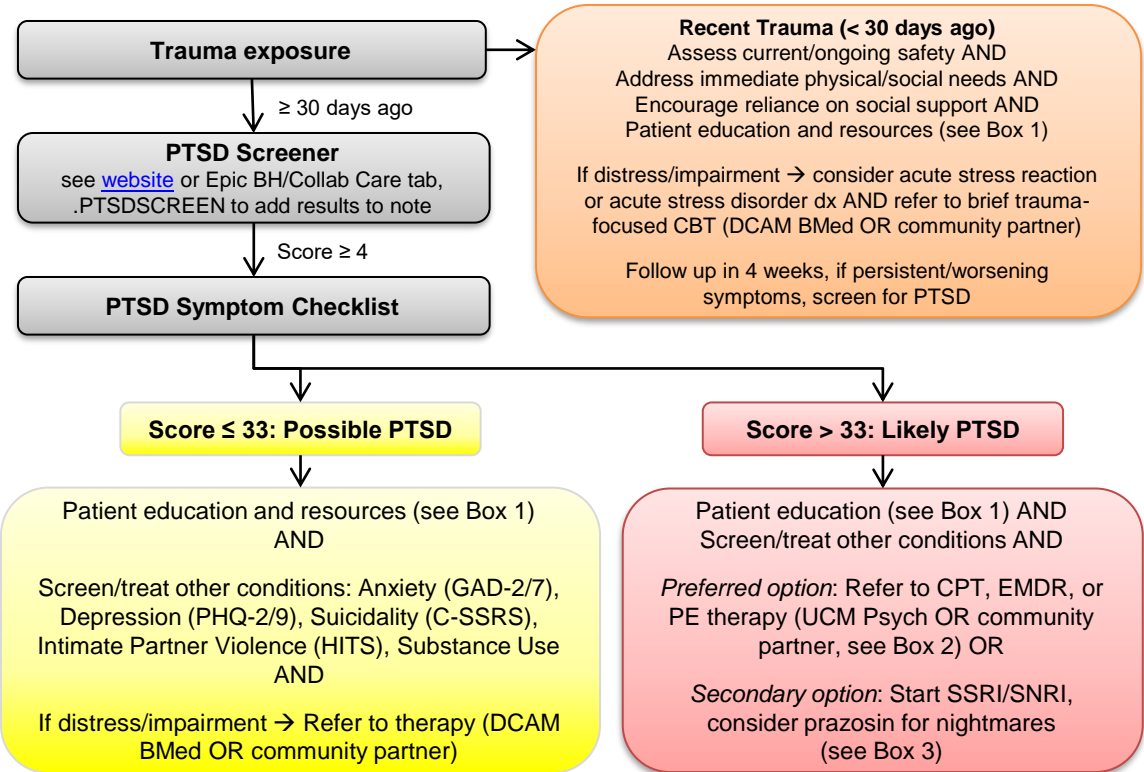 Trauma exposure
Recent Trauma (< 30 days ago)
Assess current/ongoing safety AND
Address immediate physical/social needs AND
Encourage reliance on social support AND
Patient education and resources (see Box 1)
If distress/impairment → consider acute stress reaction
or acute stress disorder dx AND refer to brief trauma-
focused CBT (DCAM BMed OR community partner)
Follow up in 4 weeks, if persistent/worsening
symptoms, screen for PTSD
≥ 30 days ago
PTSD Screener
see website or Epic BH/Collab Care tab,
.PTSDSCREEN to add results to note
Score ≥ 4
PTSD Symptom Checklist
Score ≤ 33: Possible PTSD
Patient education and resources (see Box 1)
AND
Screen/treat other conditions: Anxiety (GAD-2/7),
Depression (PHQ-2/9), Suicidality (C-SSRS),
Intimate Partner Violence (HITS), Substance Use
AND
If distress/impairment → Refer to therapy (DCAM
BMed OR community partner)
Score > 33: Likely PTSD
Patient education (see Box 1) AND
Screen/treat other conditions AND
Preferred option: Refer to CPT, EMDR, or
PE therapy (UCM Psych OR community
partner, see Box 2) OR
Secondary option: Start SSRI/SNRI,
consider prazosin for nightmares
(see Box 3)